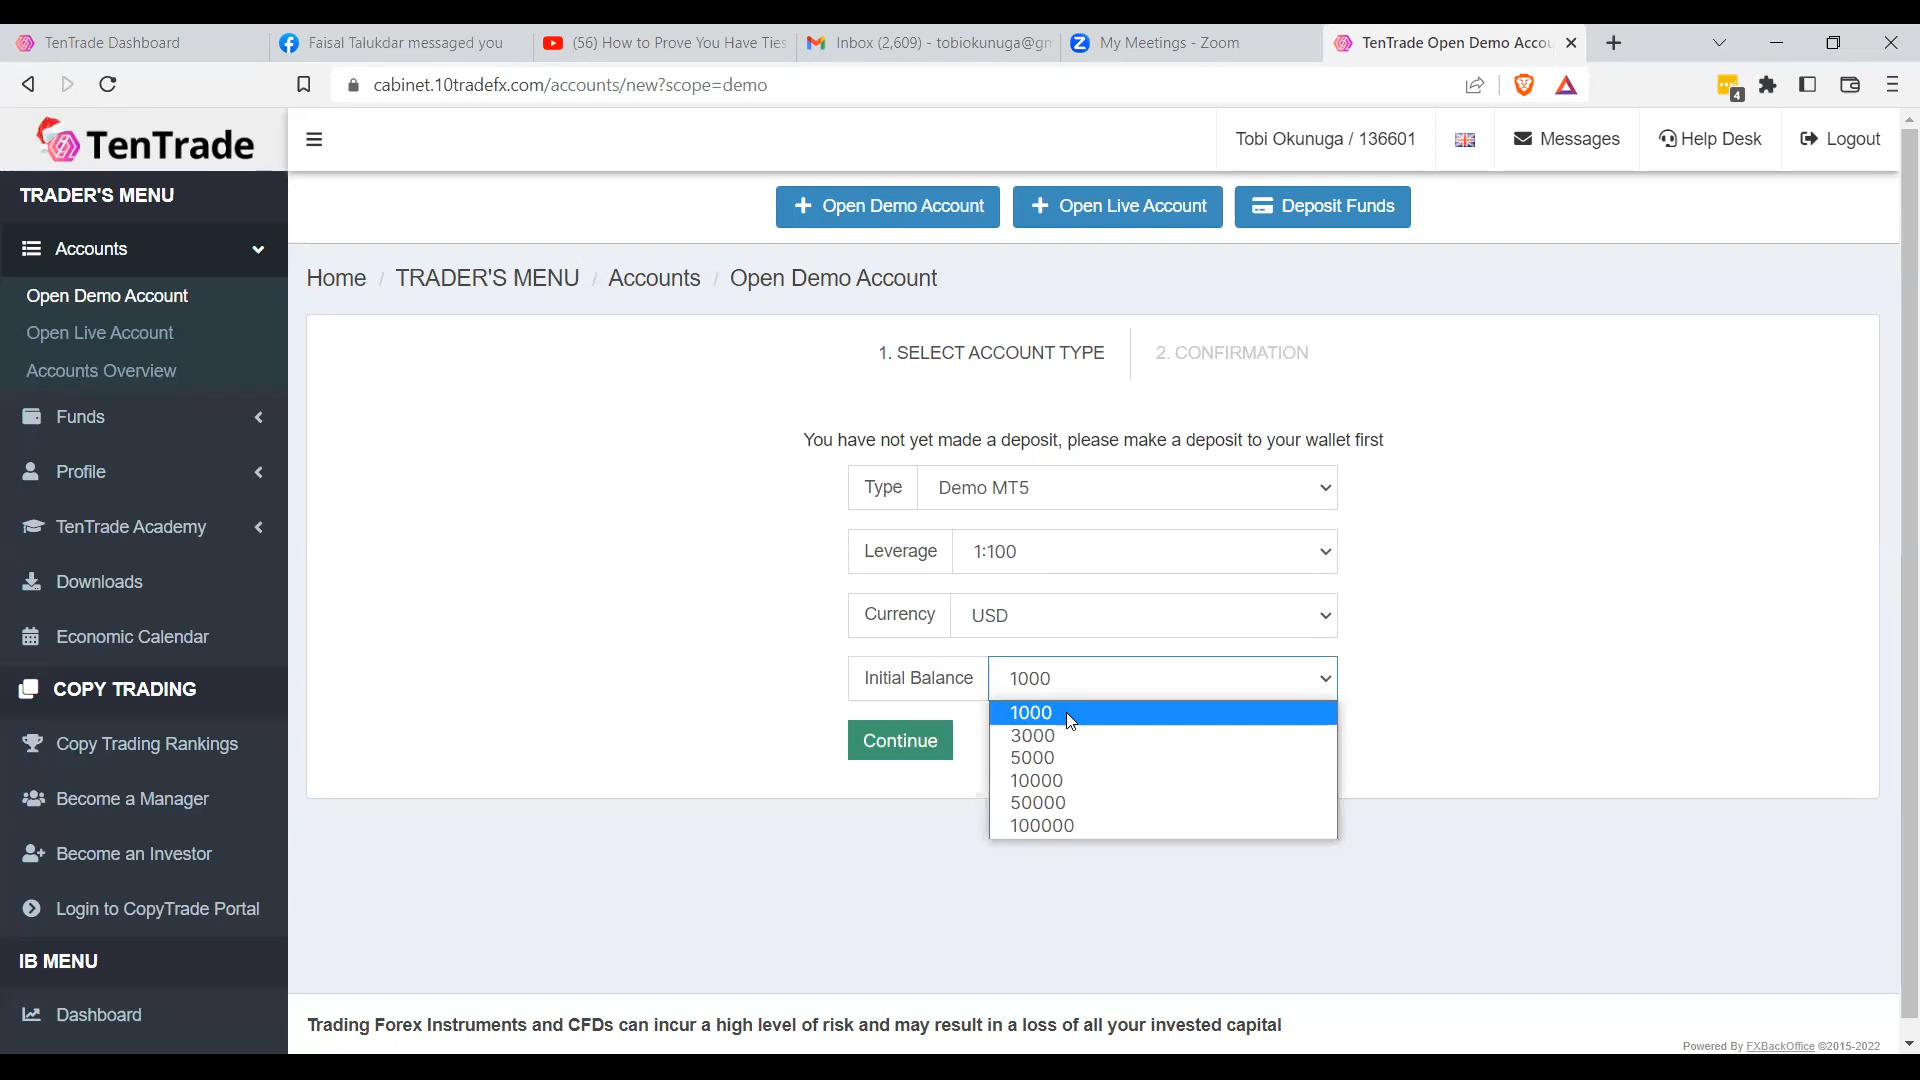 TenTrade Dashboard
Faisal Talukdar messaged you
(56) How to Prove You Have Ties
Inbox (2,609) - tobiokunuga@gm
My Meetings - Zoom
TenTrade Open Demo Accou
cabinet.10tradefx.com/accounts/new?scope=demo
4
TenTrade
Tobi Okunuga / 136601
Messages
Help Desk
Logout
TRADER'S MENU
Open Demo Account
Open Live Account
Deposit Funds
Accounts
Open Demo Account
Open Live Account
Accounts Overview
Funds
Profile
TenTrade Academy
Downloads
Economic Calendar
COPY TRADING
Copy Trading Rankings
Become a Manager
Become an Investor
Login to CopyTrade Portal
IB MENU
Dashboard
Home / TRADER'S MENU / Accounts / Open Demo Account
1. SELECT ACCOUNT TYPE
2. CONFIRMATION
You have not yet made a deposit, please make a deposit to your wallet first
Type
Demo MT5
Leverage
1:100
Currency
USD
Initial Balance
1000
1000
3000
5000
10000
50000
100000
Continue
Trading Forex Instruments and CFDs can incur a high level of risk and may result in a loss of all your invested capital
Powered By FXBackOffice ©2015-2022